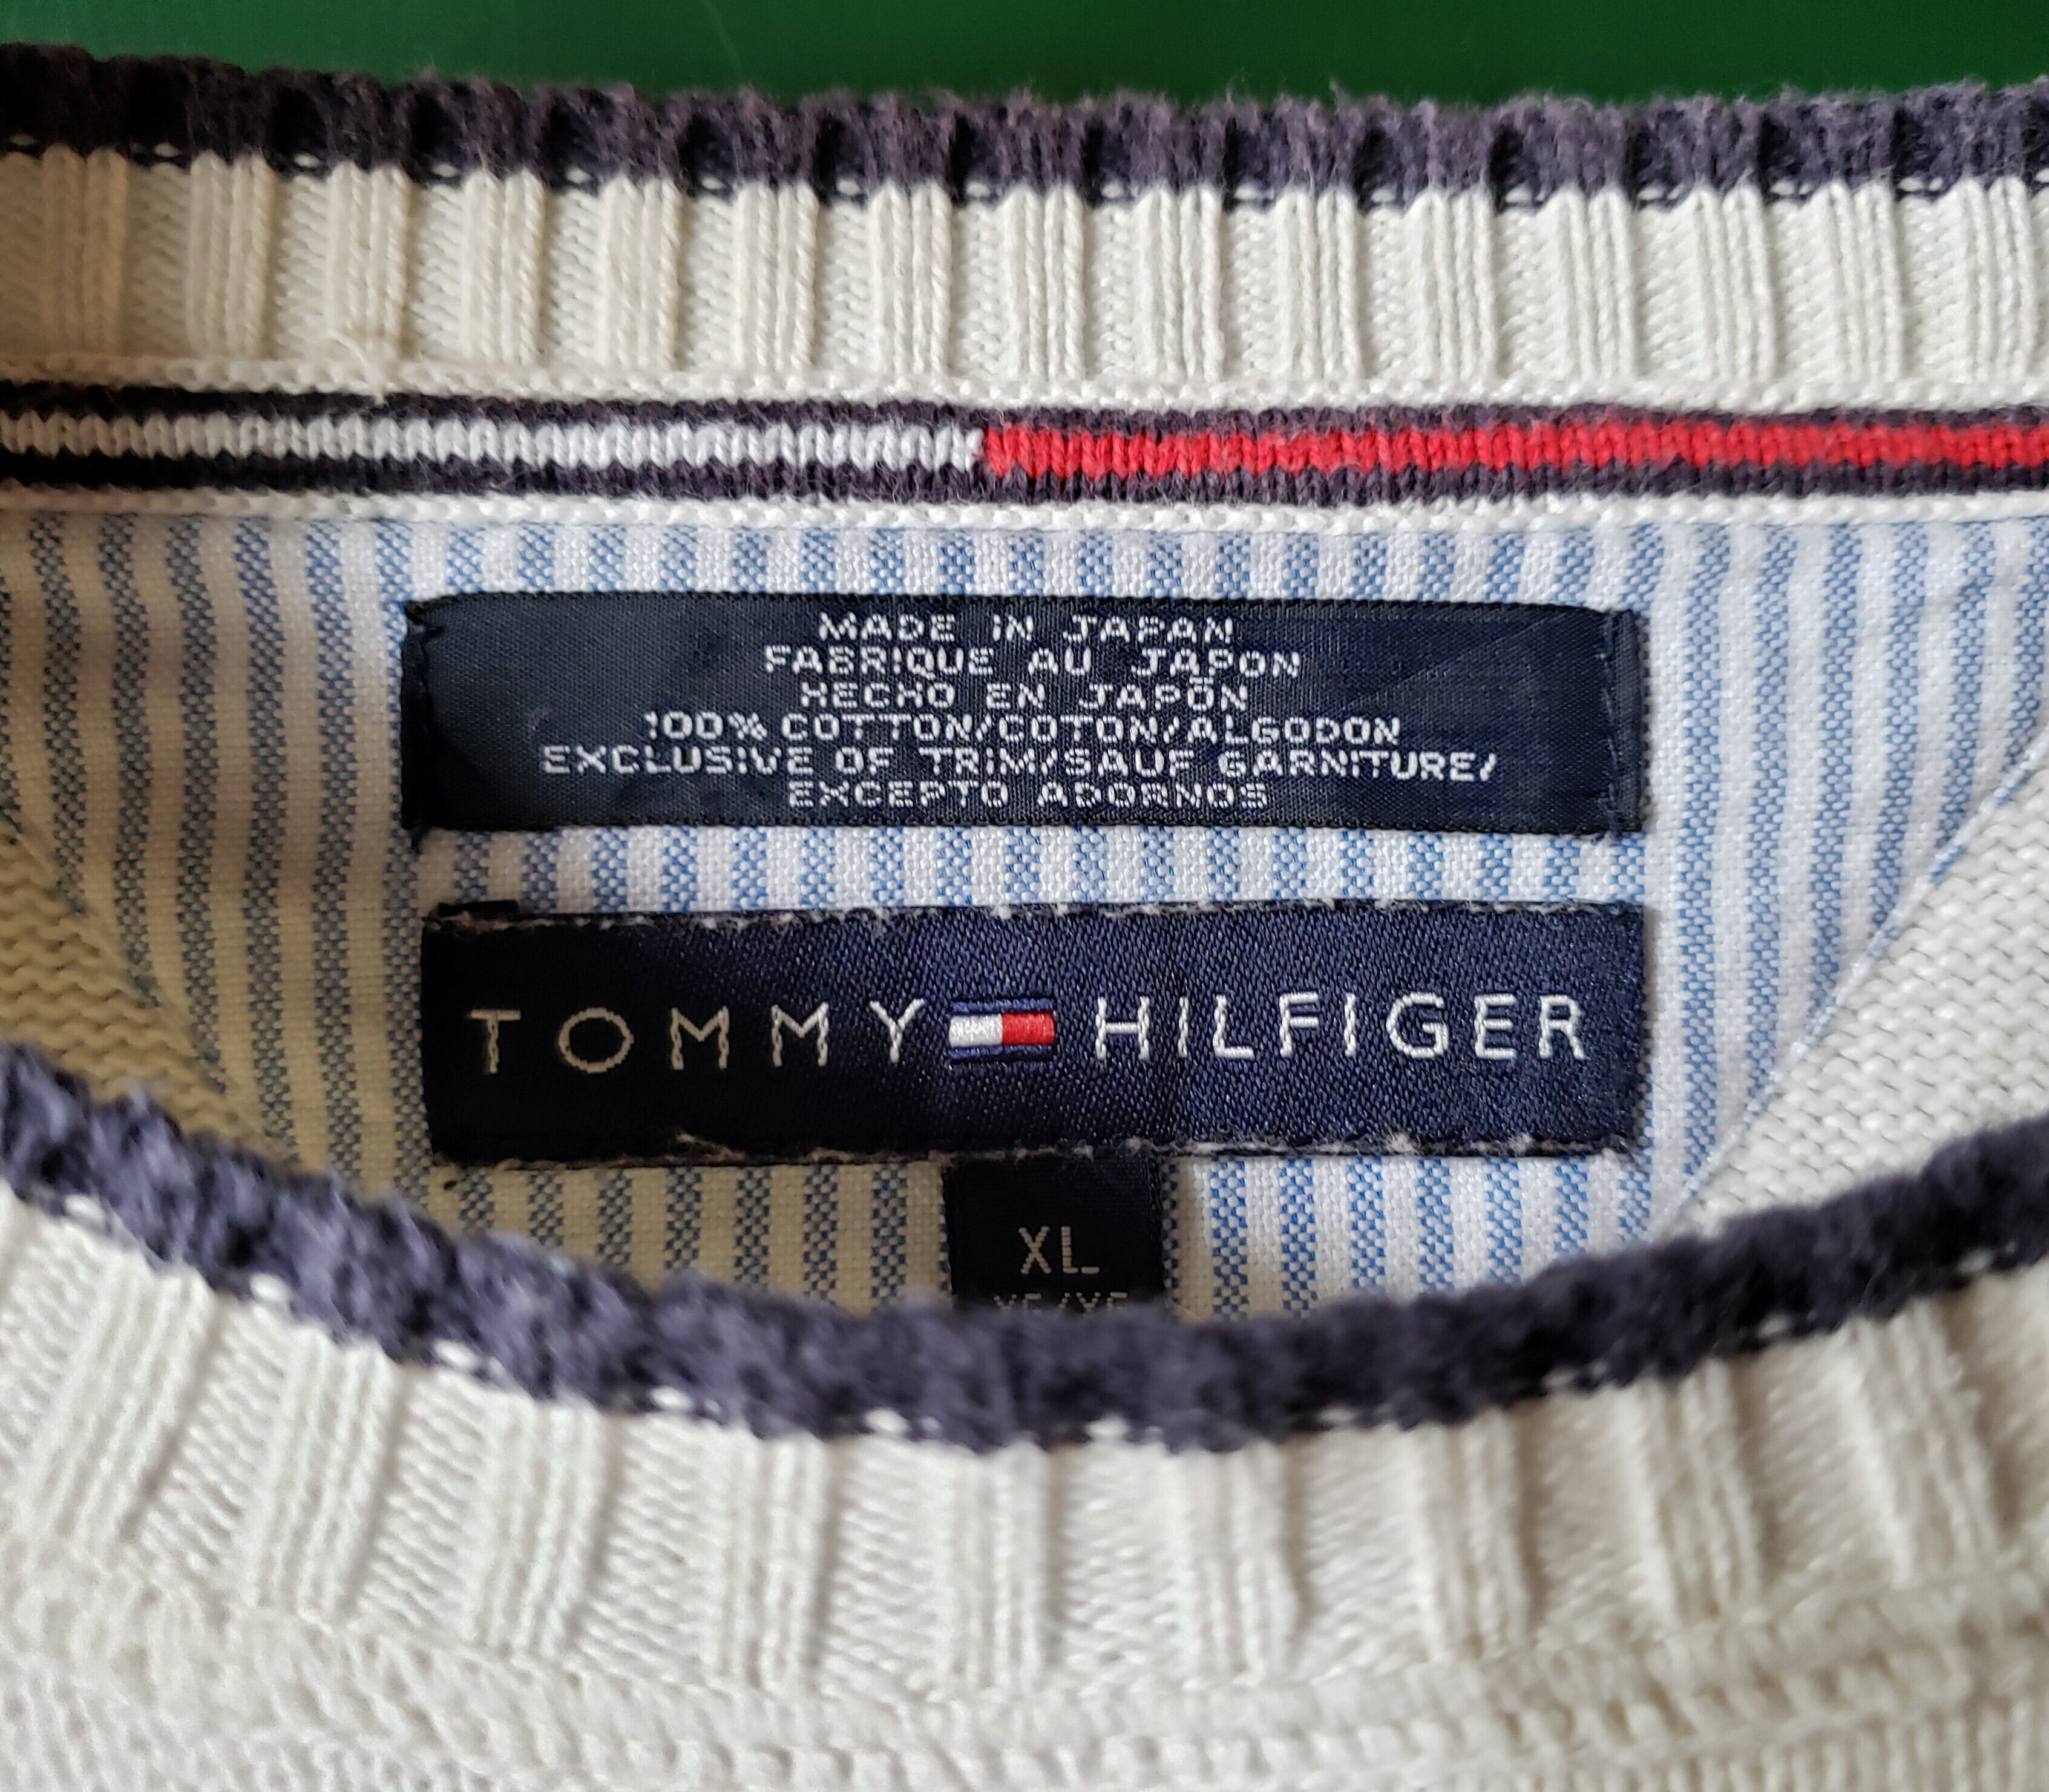 MADE IN JAPAN
FABRIQUE AU JAPON
HECHO EN JAPÓN
100% COTTON/COTON/ALGODON
EXCLUSIVE OF TRIM/SAUF GARNITURE/
EXCEPTO ADORNOS
TOMMY HILFIGER
XL